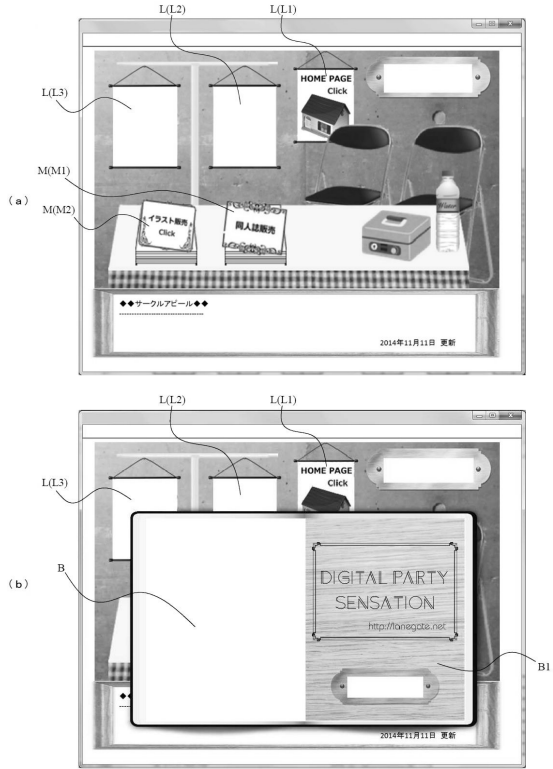 L(L2)
L(L1)
HOME PAGE
Click
L(L3)
(a)
M(M1)
M(M2)
イラスト販売
Click
同人誌販売
◆◆サークルアピール◆◆
--------------------------------
2014年11月11日 更新
L(L2)
L(L1)
HOME PAGE
Click
L(L3)
B
(b)
DIGITAL PARTY
SENSATION
http://lanegate.net
B1
◆
2014年11月11日 更新